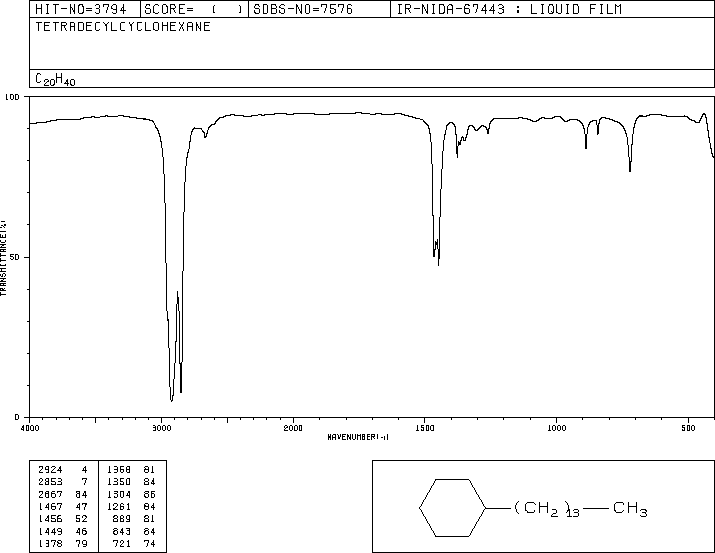 HIT-NO=3794 SCORE= ( ) SDBS-NO=7576 IR-NIDA-67443 : LIQUID FILM
TETRADECYLCYCLOHEXANE
C20H40
100
50
0
TRANSMITTANCE(%)
4000 3000 2000 1500 1000 500
WAVENUMBER(-1)
2924 4 1368 81
2853 7 1350 84
2667 84 1304 86
1467 47 1261 84
1456 52 889 81
1449 46 843 84
1378 79 721 74
(CH2)13 CH3